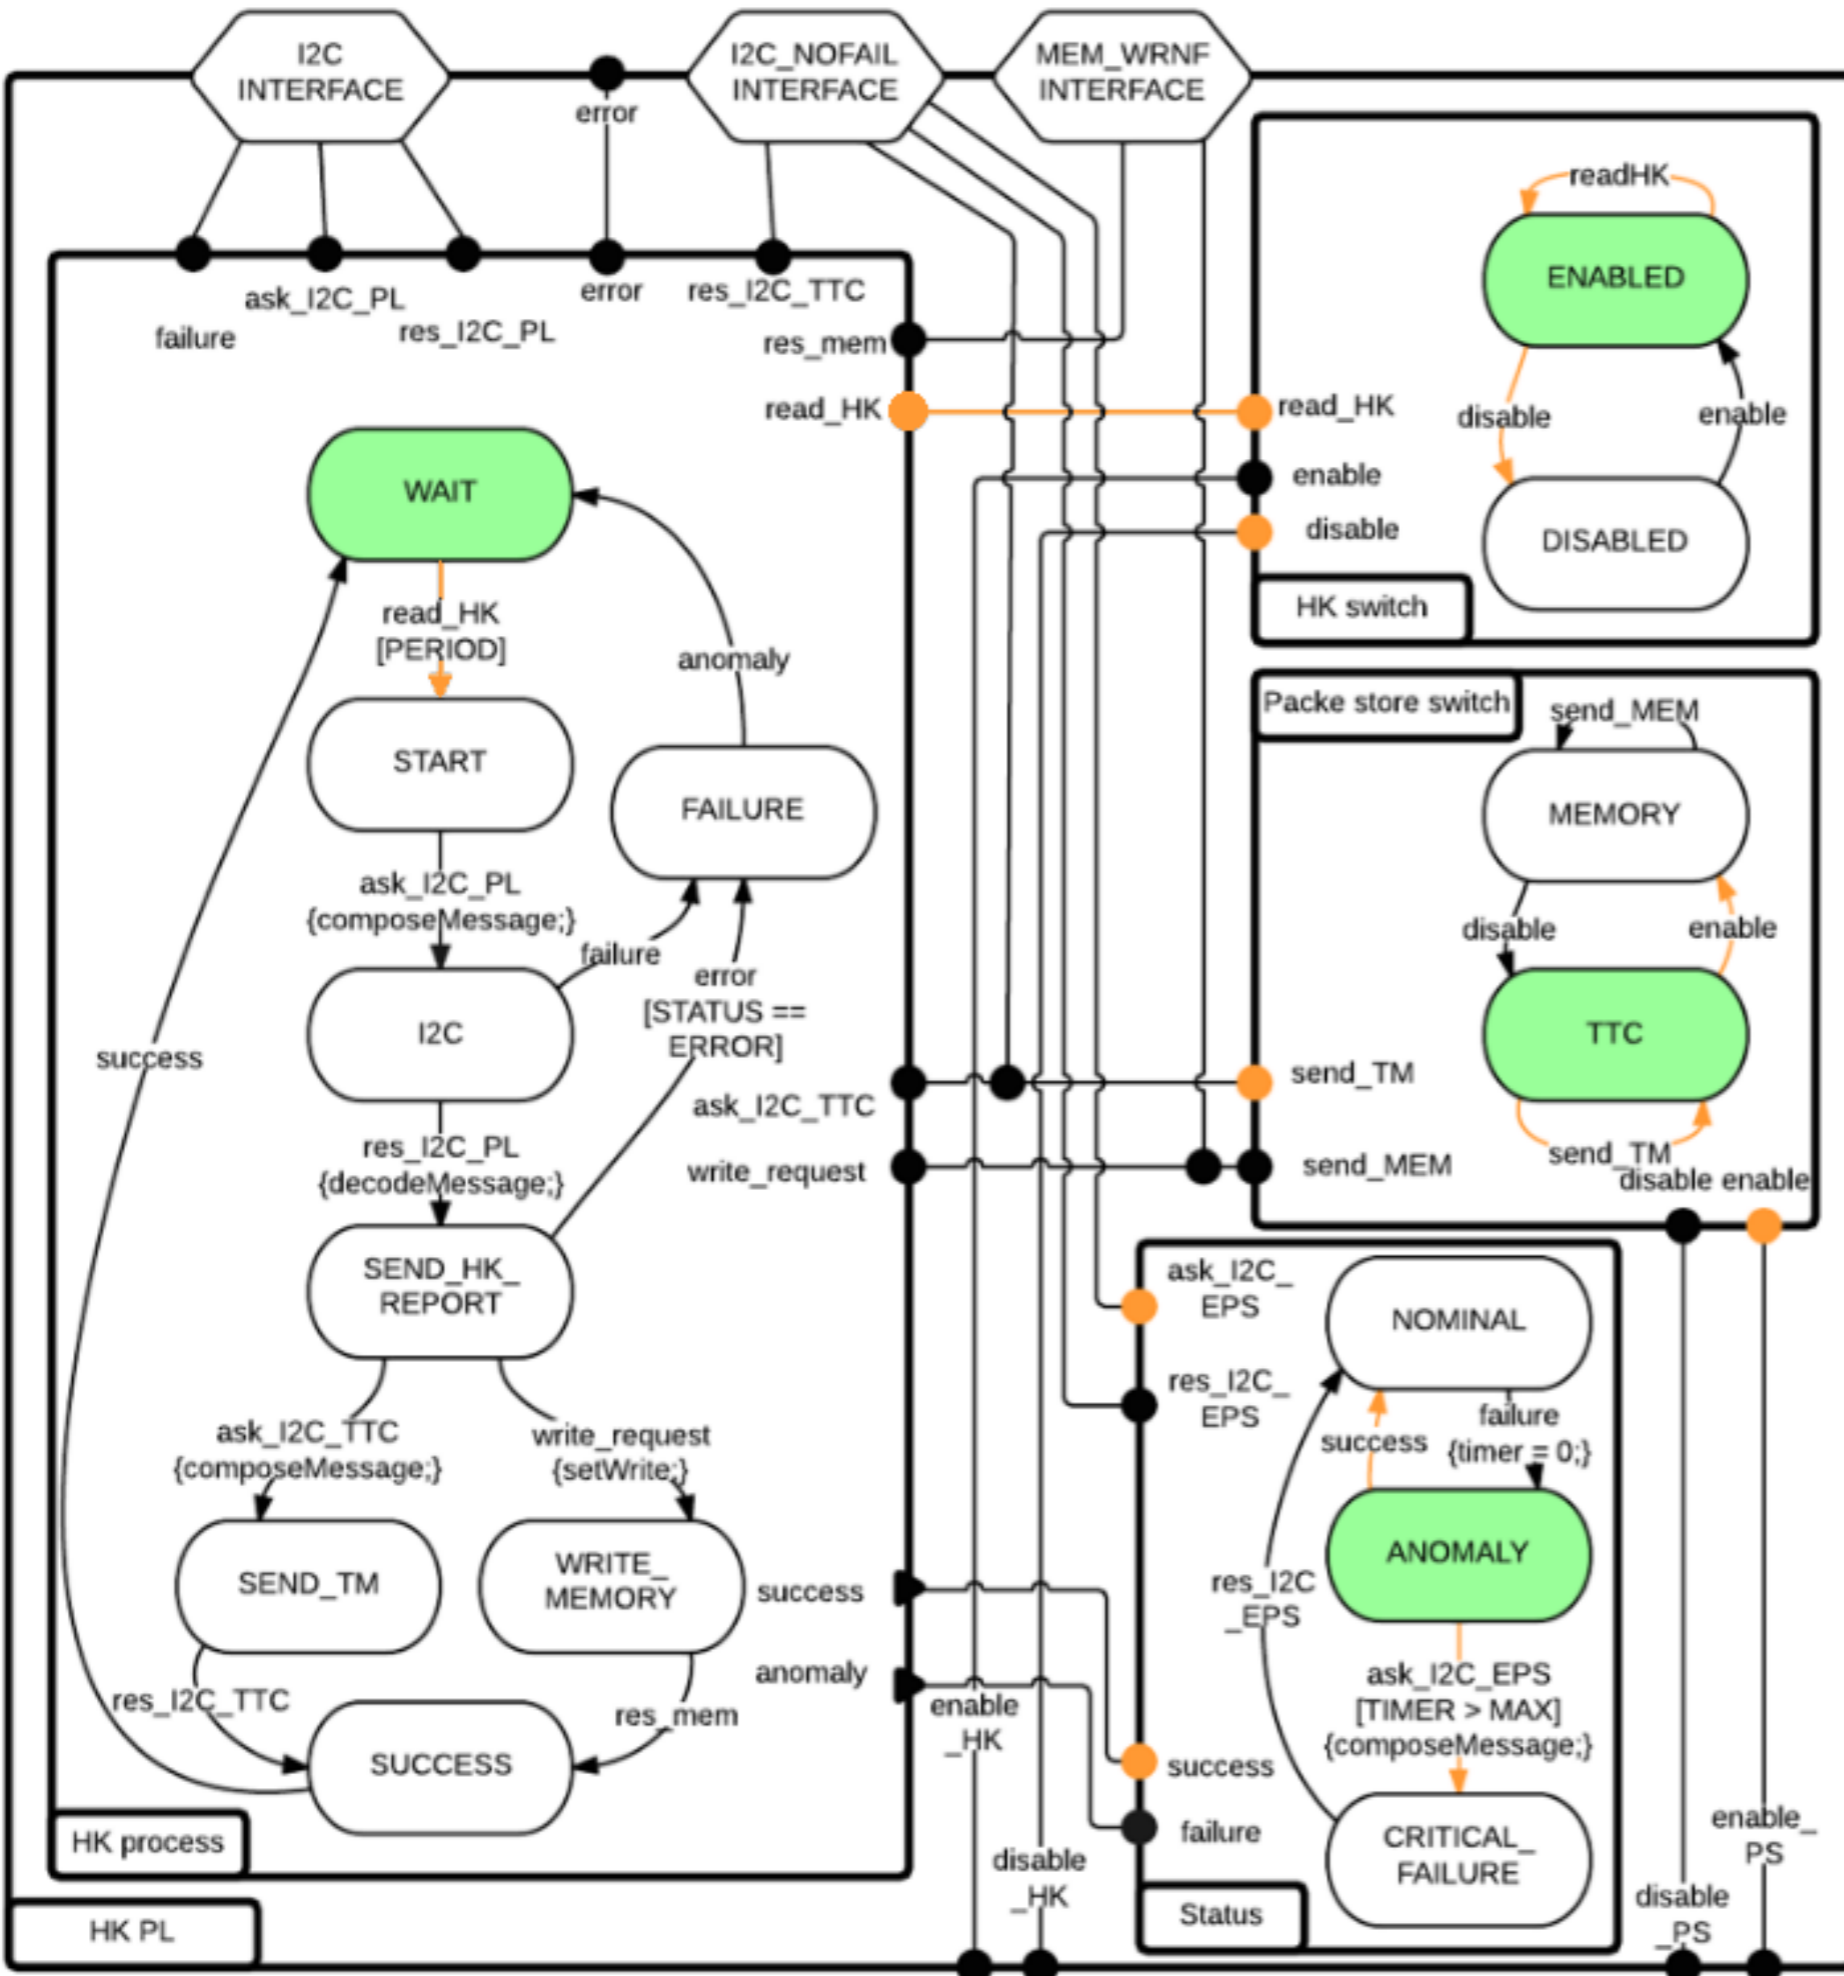 I2C
INTERFACE
error
I2C_NOFAIL
INTERFACE
MEM_WRNF
INTERFACE
failure
ask_I2C_PL
res_I2C_PL
error
res_I2C_TTC
res_mem
read_HK
WAIT
read_HK
[PERIOD]
START
anomaly
FAILURE
ask_I2C_PL
{composeMessage;}
failure
error
[STATUS ==
ERROR]
I2C
success
res_I2C_PL
{decodeMessage;}
ask_I2C_TTC
write_request
SEND_HK_
REPORT
ask_I2C_TTC
{composeMessage;}
write_request
{setWrite;}
SEND_TM
WRITE_
MEMORY
success
anomaly
res_I2C_TTC
res_mem
SUCCESS
HK process
HK PL
readHK
ENABLED
read_HK
disable
enable
enable
disable
DISABLED
HK switch
Packe store switch
send_MEM
MEMORY
disable
enable
TTC
send_TM
send_TM
send_MEM
disable enable
ask_I2C_
EPS
NOMINAL
res_I2C_
EPS
success
failure
{timer = 0;}
ANOMALY
res_I2C
_EPS
ask_I2C_EPS
[TIMER > MAX]
{composeMessage;}
success
failure
CRITICAL_
FAILURE
Status
enable
_HK
disable
_HK
disable
_PS
enable_
PS